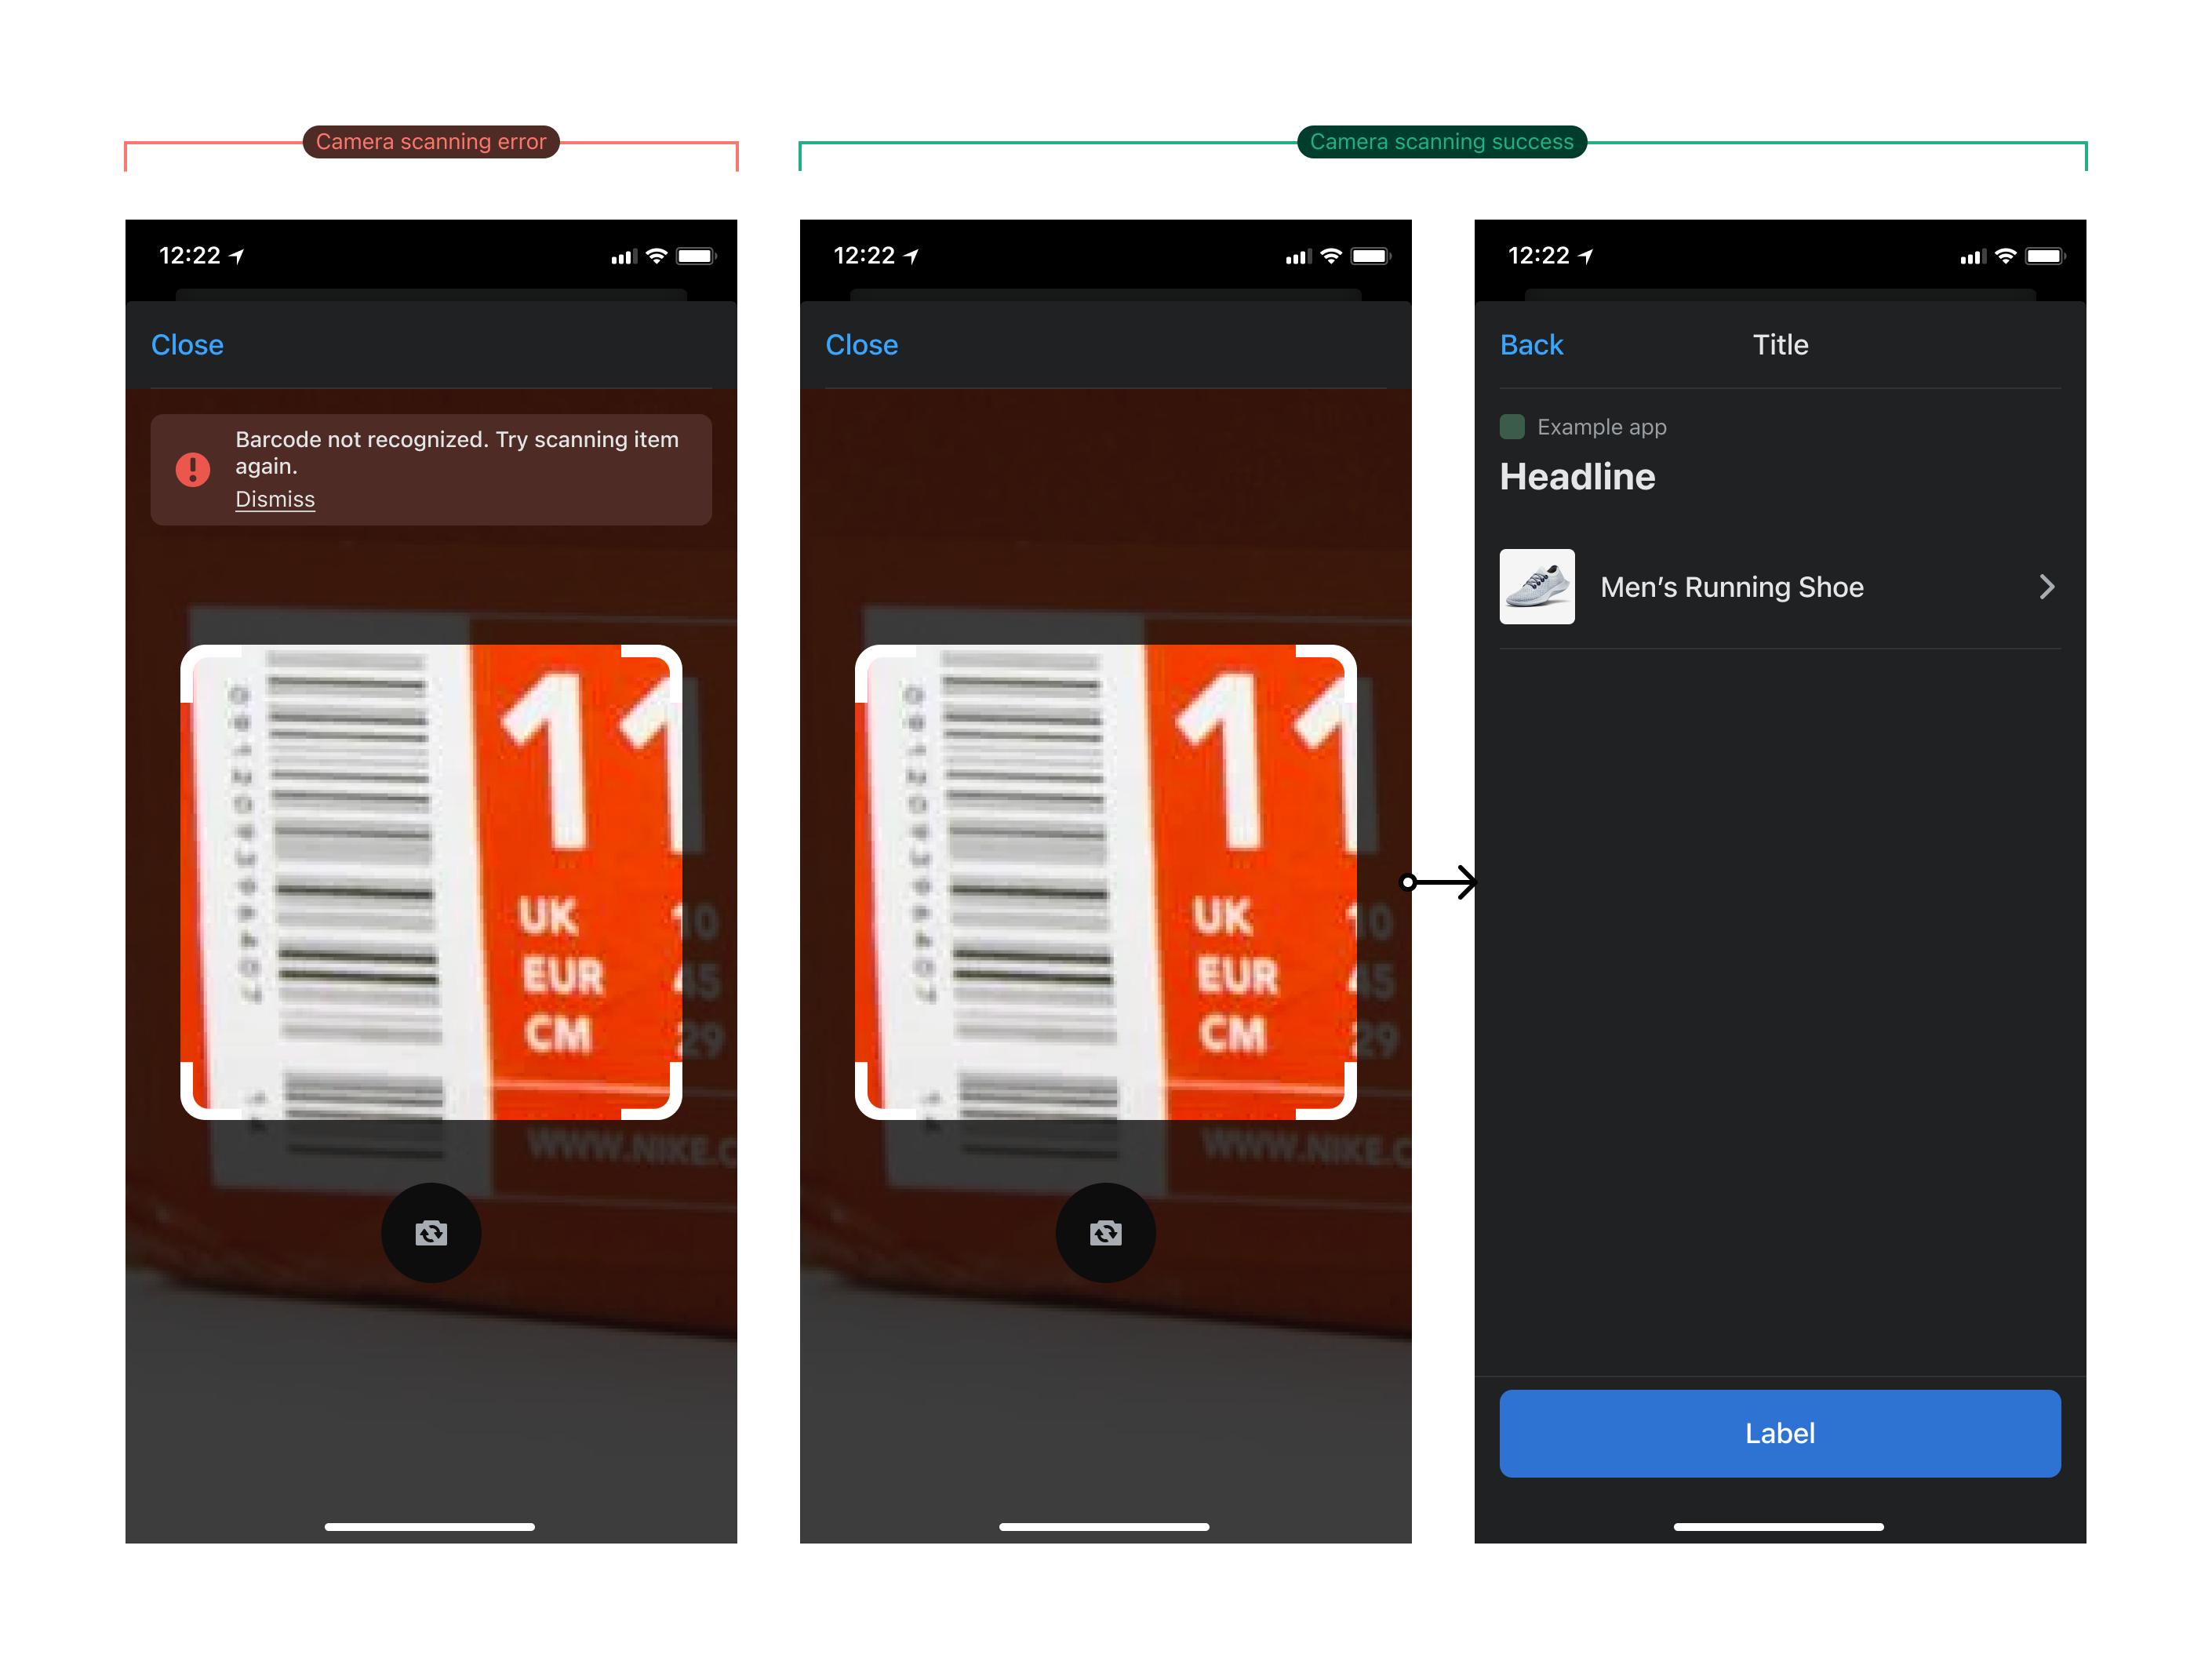 Camera scanning error
Camera scanning success
12:22
Close
Barcode not recognized. Try scanning item
again.
Dismiss
11
UK 10
EUR 45
CM 29
WWW.NIKE.C
12:22
Close
11
UK 10
EUR 45
CM 29
WWW.NIKE.C
12:22
Back
Title
Example app
Headline
Men’s Running Shoe
Label